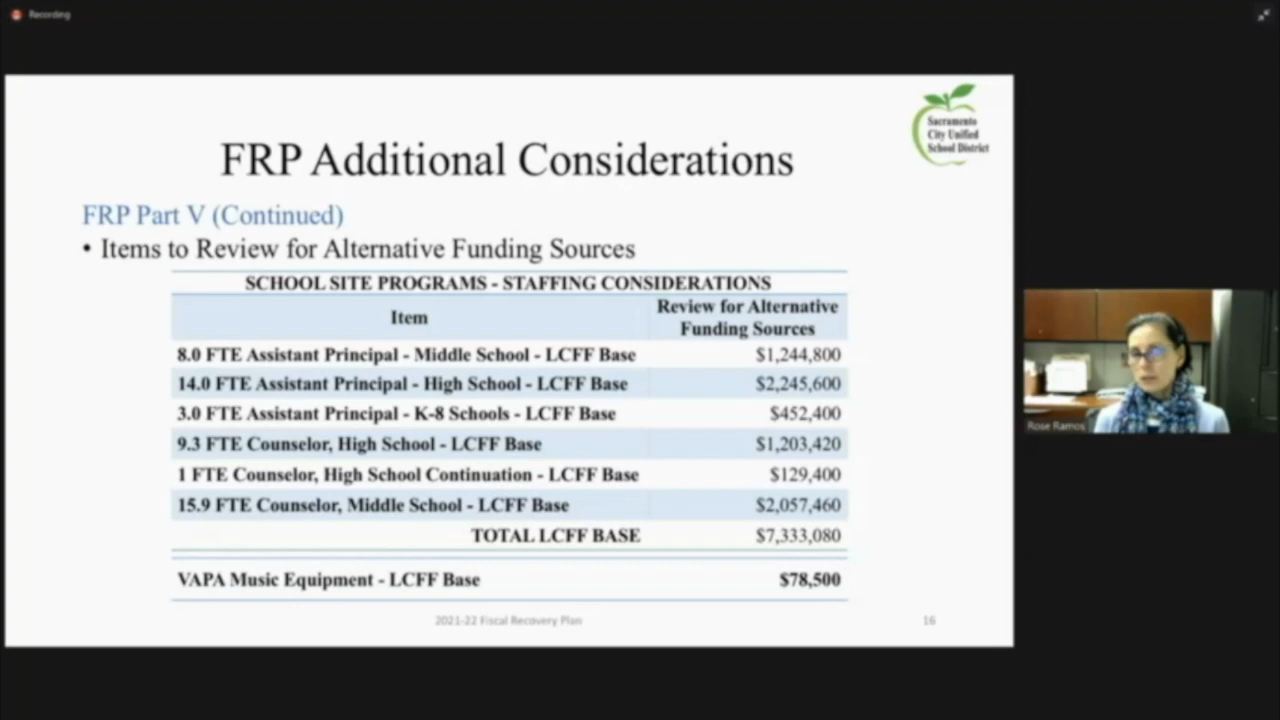 Recording
Sacramento
City Unified
School District
FRP Additional Considerations
FRP Part V (Continued)
• Items to Review for Alternative Funding Sources
SCHOOL SITE PROGRAMS - STAFFING CONSIDERATIONS
Item Review for Alternative Funding Sources
8.0 FTE Assistant Principal - Middle School - LCFF Base $1,244,800
14.0 FTE Assistant Principal - High School - LCFF Base $2,245,600
3.0 FTE Assistant Principal - K-8 Schools - LCFF Base $452,400
9.3 FTE Counselor, High School - LCFF Base $1,203,420
1 FTE Counselor, High School Continuation - LCFF Base $129,400
15.9 FTE Counselor, Middle School - LCFF Base $2,057,460
TOTAL LCFF BASE $7,333,080
VAPA Music Equipment - LCFF Base $78,500
2021-22 Fiscal Recovery Plan 16
Rose Ramos